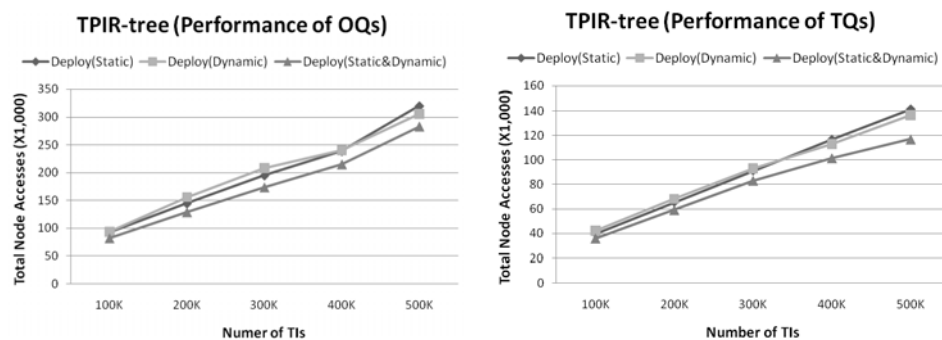 TPIR-tree (Performance of OQs)
Deploy(Static) Deploy(Dynamic) Deploy(Static&Dynamic)
Total Node Accesses (X1,000)
350
300
250
200
150
100
50
0
100K 200K 300K 400K 500K
Numer of TIs
TPIR-tree (Performance of TQs)
Deploy(Static) Deploy(Dynamic) Deploy(Static&Dynamic)
Total Node Accesses (X1,000)
160
140
120
100
80
60
40
20
0
100K 200K 300K 400K 500K
Number of TIs